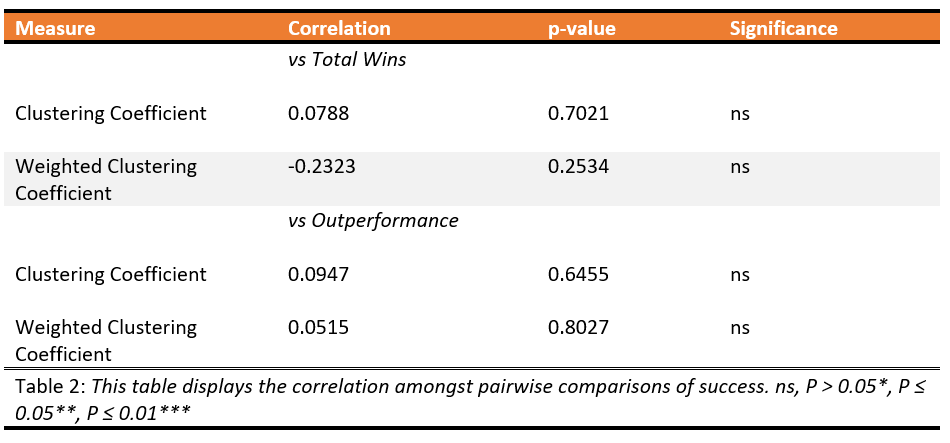 Measure Correlation p-value Significance
vs Total Wins
Clustering Coefficient 0.0788 0.7021 ns
Weighted Clustering -0.2323 0.2534 ns
Coefficient
vs Outperformance
Clustering Coefficient 0.0947 0.6455 ns
Weighted Clustering 0.0515 0.8027 ns
Coefficient
Table 2: This table displays the correlation amongst pairwise comparisons of success. ns, P > 0.05*, P ≤
0.05**, P ≤ 0.01***